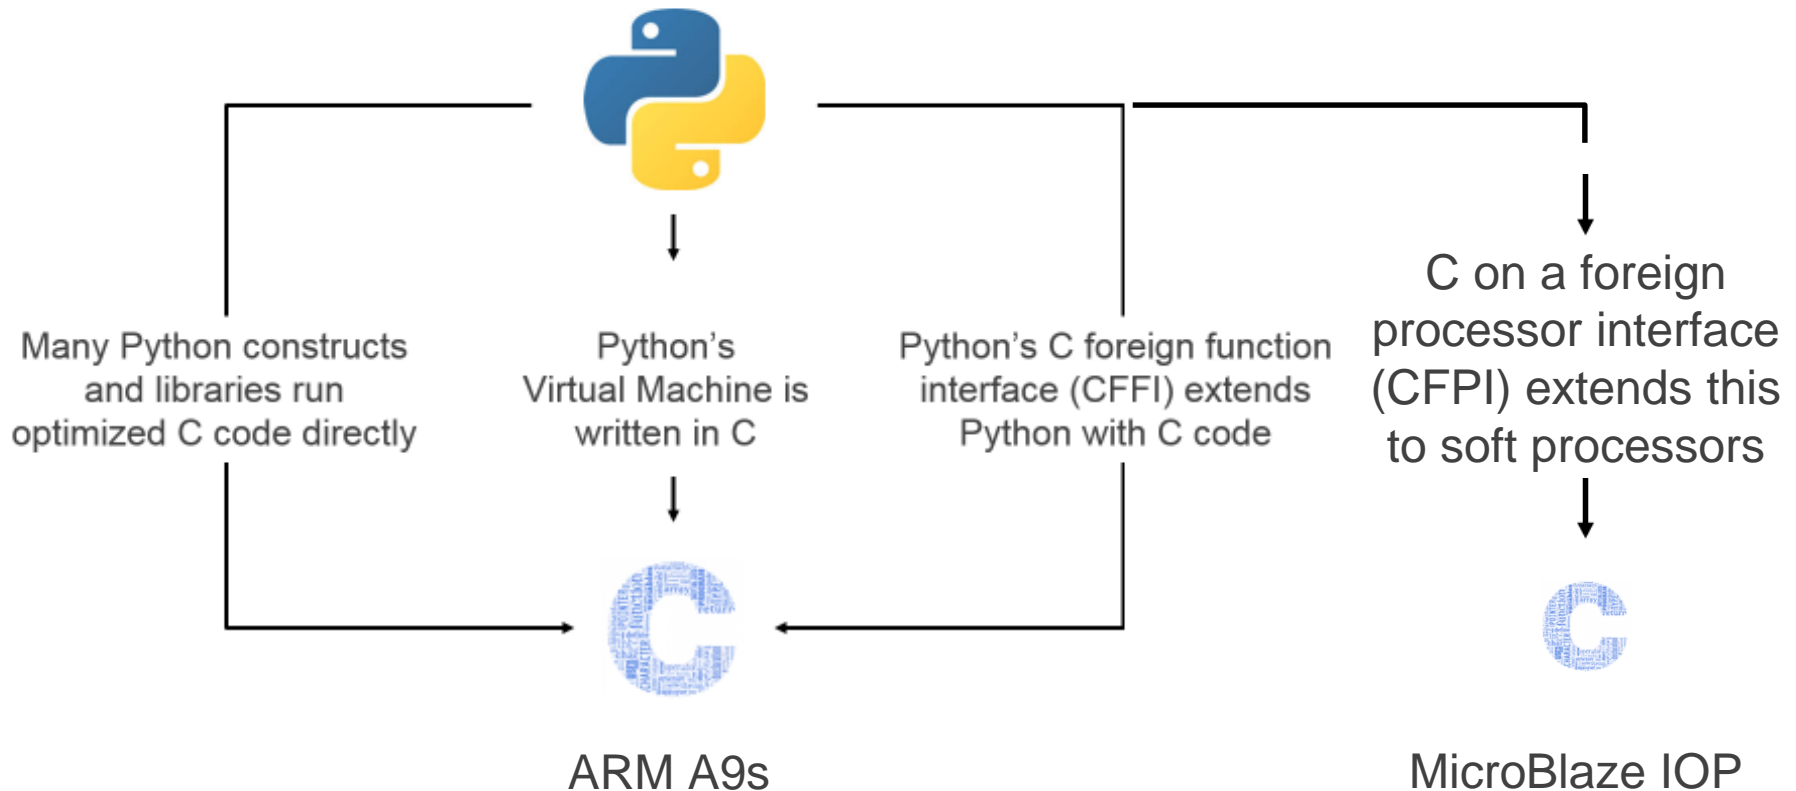 Many Python constructs
and libraries run
optimized C code directly
Python's
Virtual Machine is
written in C
Python's C foreign function
interface (CFFI) extends
Python with C code
C on a foreign
processor interface
(CFPI) extends this
to soft processors
C
C
ARM A9s
MicroBlaze IOP